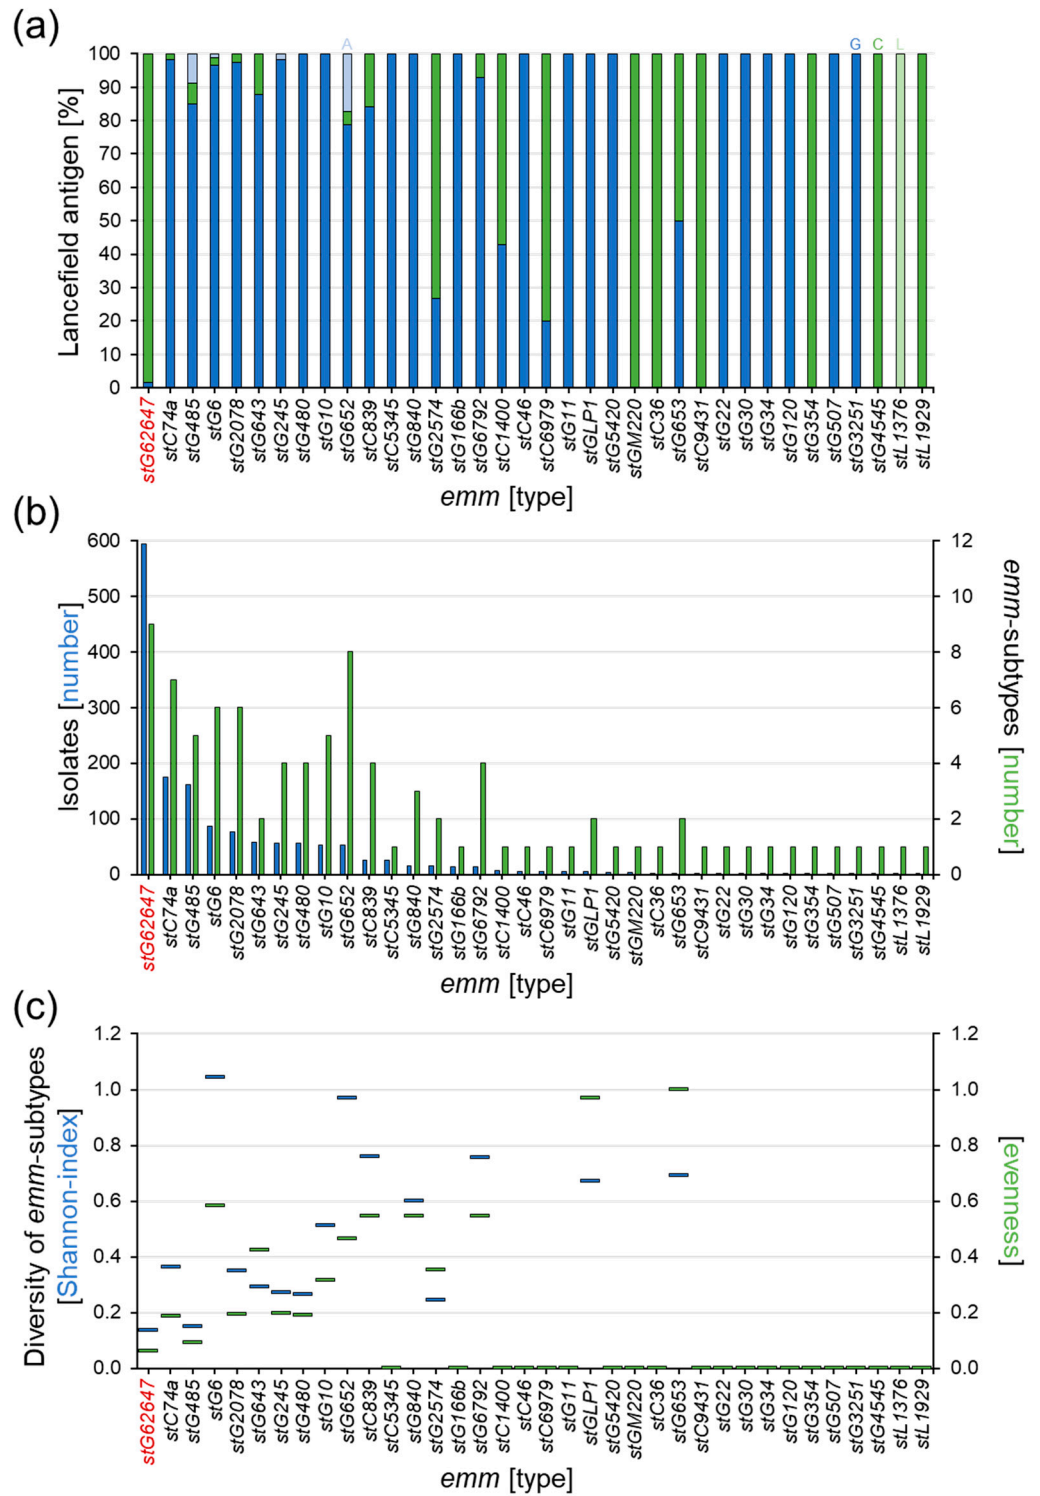 (a)
A G C L
Lancefield antigen [%]
100
90
80
70
60
50
40
30
20
10
0
stG62647 stC74a stG485 stG6 stG2078 stG643 stG245 stG480 stG10 stG652 stC839 stC5345 stG840 stG2574 stG166b stG6792 stC1400 stC46 stC6979 stG11 stGLP1 stG5420 stGM220 stC36 stG653 stC9431 stG22 stG30 stG34 stG120 stG354 stG507 stG3251 stG4545 stL1376 stL1929
emm [type]
(b)
Isolates [number]
600
500
400
300
200
100
0
12
10
8
6
4
2
0
emm-subtypes [number]
stG62647 stC74a stG485 stG6 stG2078 stG643 stG245 stG480 stG10 stG652 stC839 stC5345 stG840 stG2574 stG166b stG6792 stC1400 stC46 stC6979 stG11 stGLP1 stG5420 stGM220 stC36 stG653 stC9431 stG22 stG30 stG34 stG120 stG354 stG507 stG3251 stG4545 stL1376 stL1929
emm [type]
(c)
Diversity of emm-subtypes
[Shannon-index]
1.2
1.0
0.8
0.6
0.4
0.2
0.0
1.2
1.0
0.8
0.6
0.4
0.2
0.0
[evenness]
stG62647 stC74a stG485 stG6 stG2078 stG643 stG245 stG480 stG10 stG652 stC839 stC5345 stG840 stG2574 stG166b stG6792 stC1400 stC46 stC6979 stG11 stGLP1 stG5420 stGM220 stC36 stG653 stC9431 stG22 stG30 stG34 stG120 stG354 stG507 stG3251 stG4545 stL1376 stL1929
emm [type]